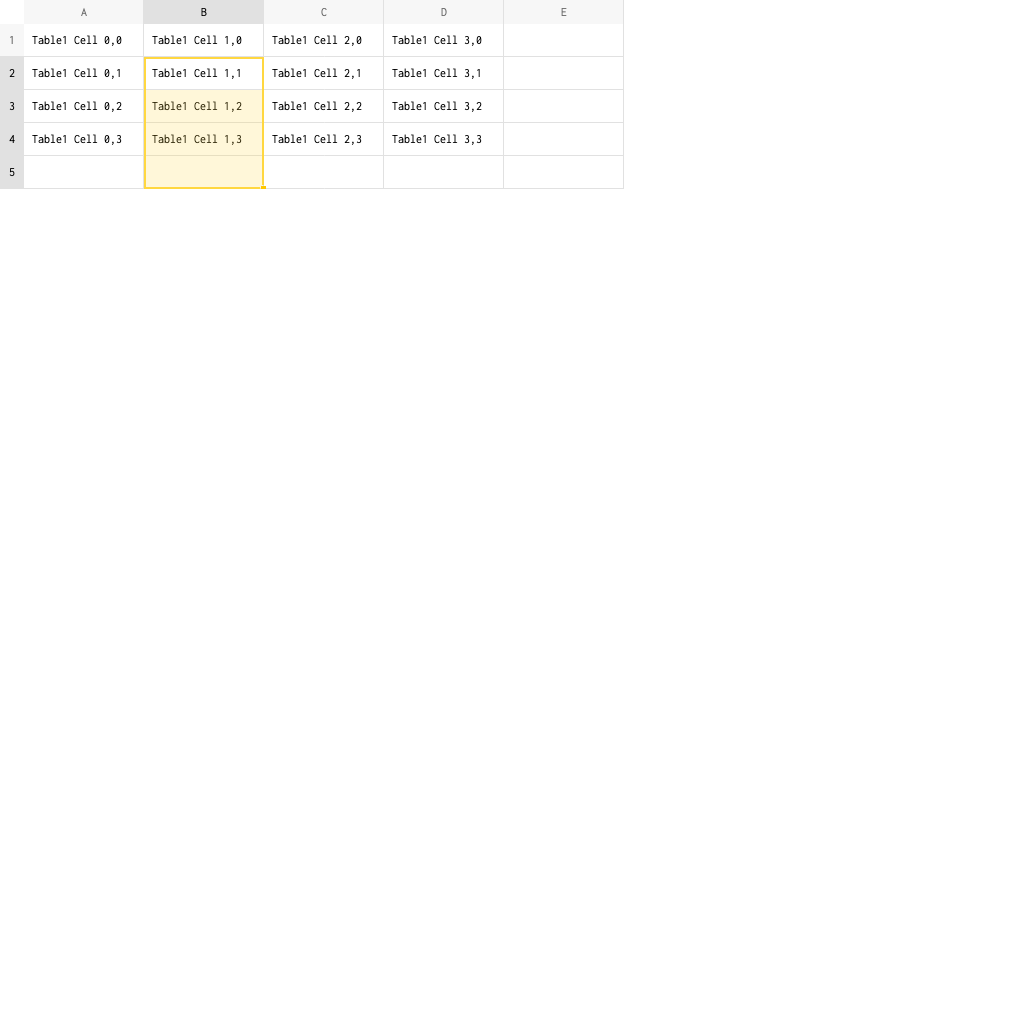 A B C D E
1 Table1 Cell 0,0 Table1 Cell 1,0 Table1 Cell 2,0 Table1 Cell 3,0
2 Table1 Cell 0,1 Table1 Cell 1,1 Table1 Cell 2,1 Table1 Cell 3,1
3 Table1 Cell 0,2 Table1 Cell 1,2 Table1 Cell 2,2 Table1 Cell 3,2
4 Table1 Cell 0,3 Table1 Cell 1,3 Table1 Cell 2,3 Table1 Cell 3,3
5